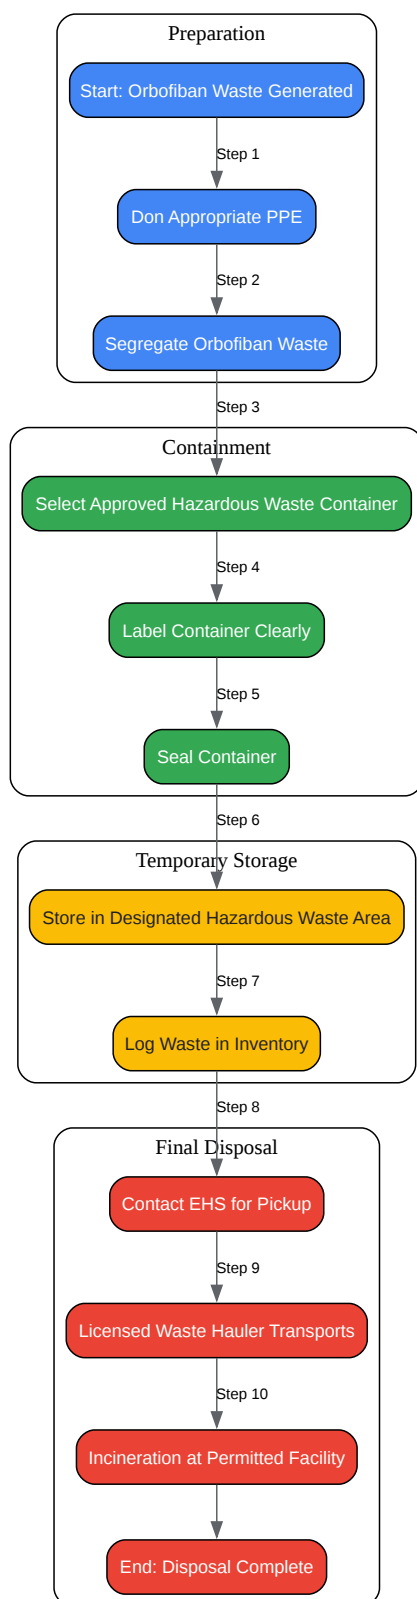 Preparation
Start: Orbofiban Waste Generated
Step 1
Don Appropriate PPE
Step 2
Segregate Orbofiban Waste
Step 3
Containment
Select Approved Hazardous Waste Container
Step 4
Label Container Clearly
Step 5
Seal Container
Step 6
Temporary Storage
Store in Designated Hazardous Waste Area
Step 7
Log Waste in Inventory
Step 8
Final Disposal
Contact EHS for Pickup
Step 9
Licensed Waste Hauler Transports
Step 10
Incineration at Permitted Facility
End: Disposal Complete